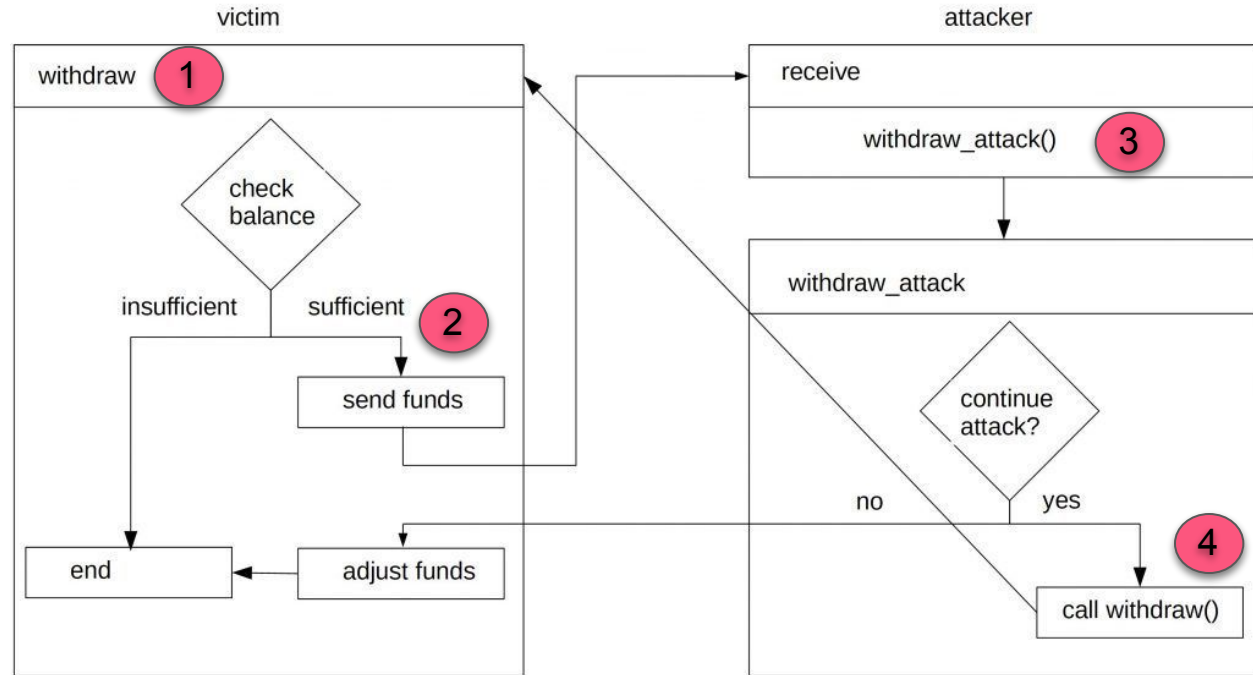 victim
attacker
withdraw
1
receive
withdraw_attack()
3
check
balance
withdraw_attack
insufficient
sufficient
2
send funds
continue
attack?
no
yes
4
end
adjust funds
call withdraw()